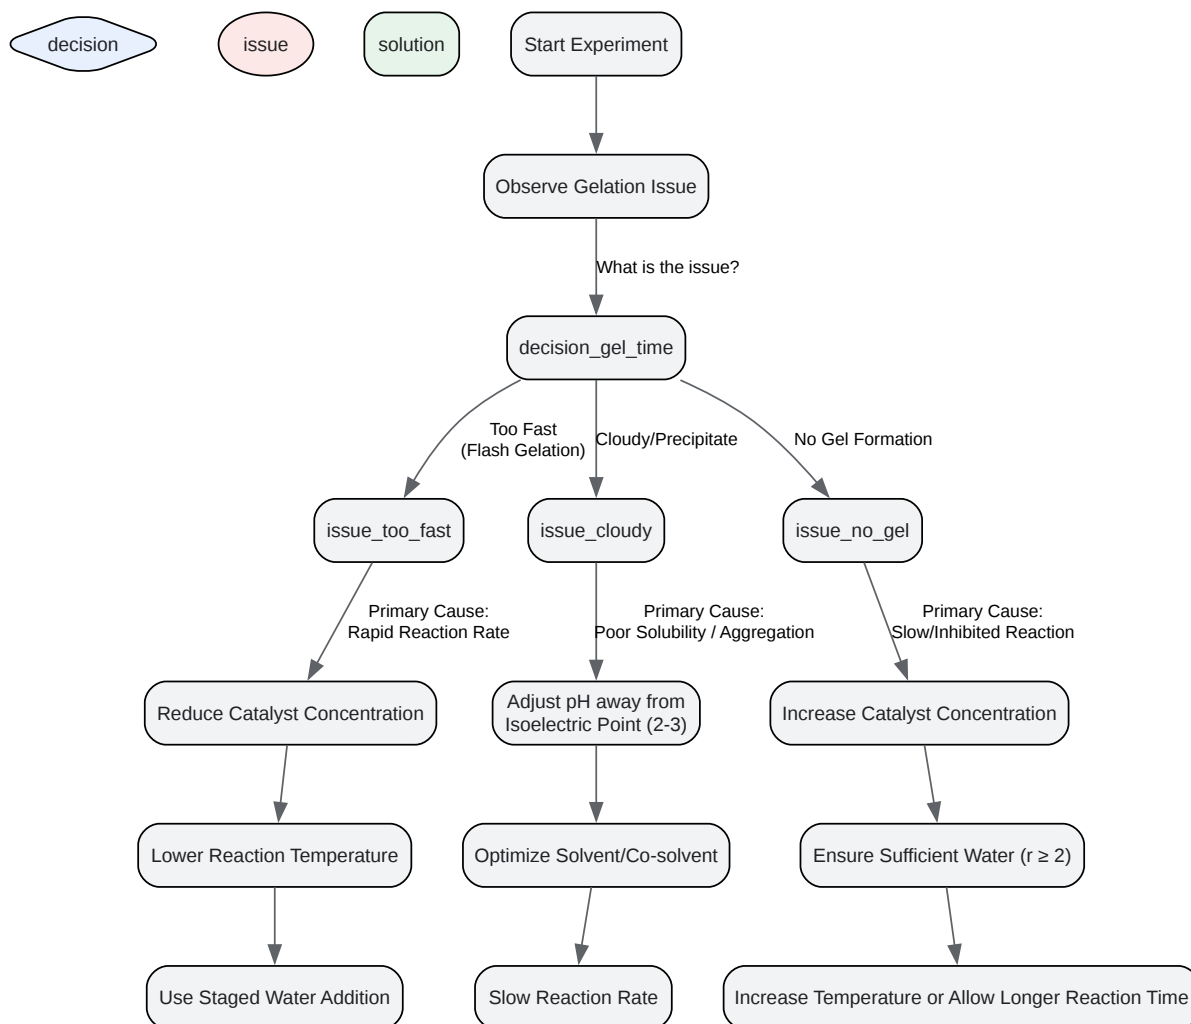 decision
issue
solution
Start Experiment
Observe Gelation Issue
What is the issue?
decision_gel_time
Too Fast
(Flash Gelation)
Cloudy/Precipitate
No Gel Formation
issue_too_fast
issue_cloudy
issue_no_gel
Primary Cause:
Rapid Reaction Rate
Primary Cause:
Poor Solubility / Aggregation
Primary Cause:
Slow/Inhibited Reaction
Reduce Catalyst Concentration
Adjust pH away from
Isoelectric Point (2-3)
Increase Catalyst Concentration
Lower Reaction Temperature
Optimize Solvent/Co-solvent
Ensure Sufficient Water (r ≥ 2)
Use Staged Water Addition
Slow Reaction Rate
Increase Temperature or Allow Longer Reaction Time